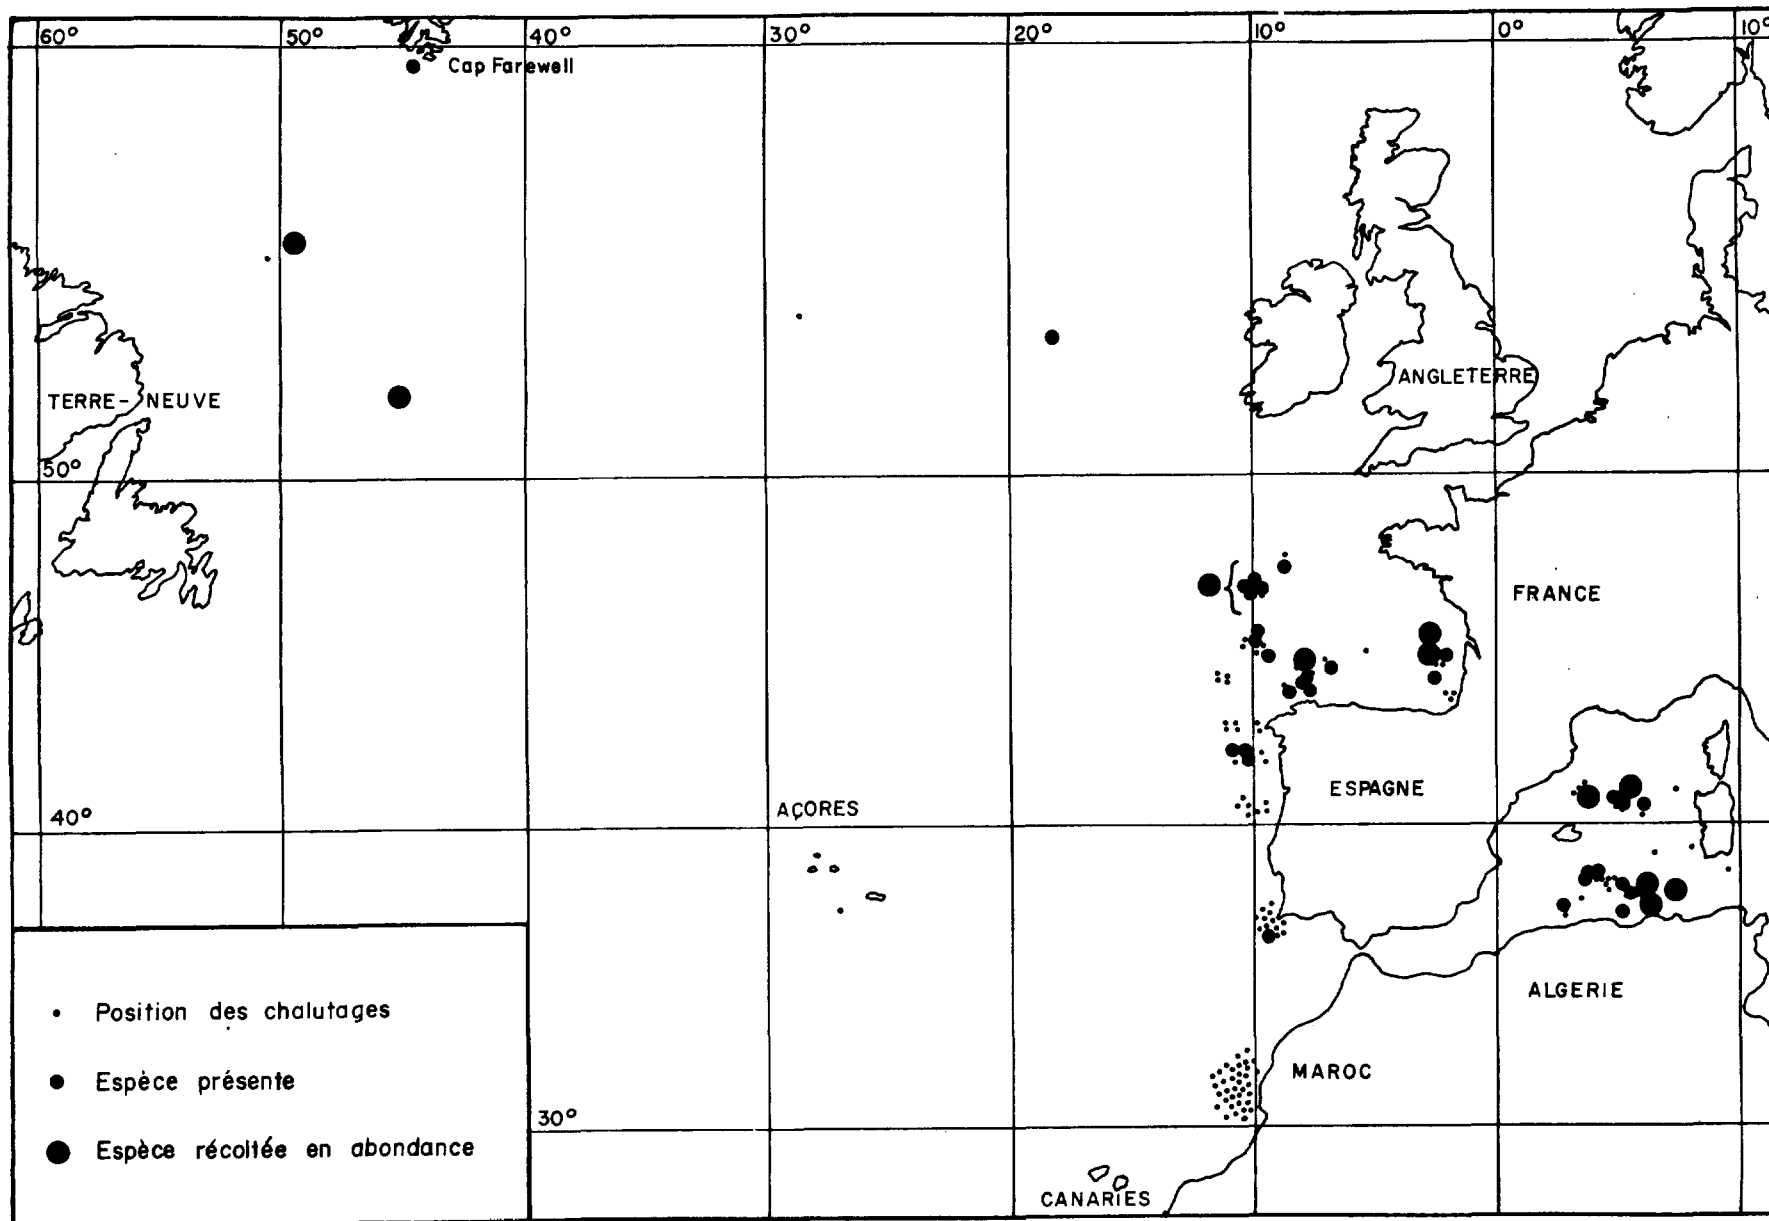 60° 50° 40° 30° 20° 10° 0° 10°
Cap Farewell
ANGLETERRE
TERRE-NEUVE
50°
FRANCE
ESPAGNE
AÇORES
40°
ALGERIE
Position des chalutages
MAROC
Espèce présente
30°
Espèce récoltée en abondance
CANARIES